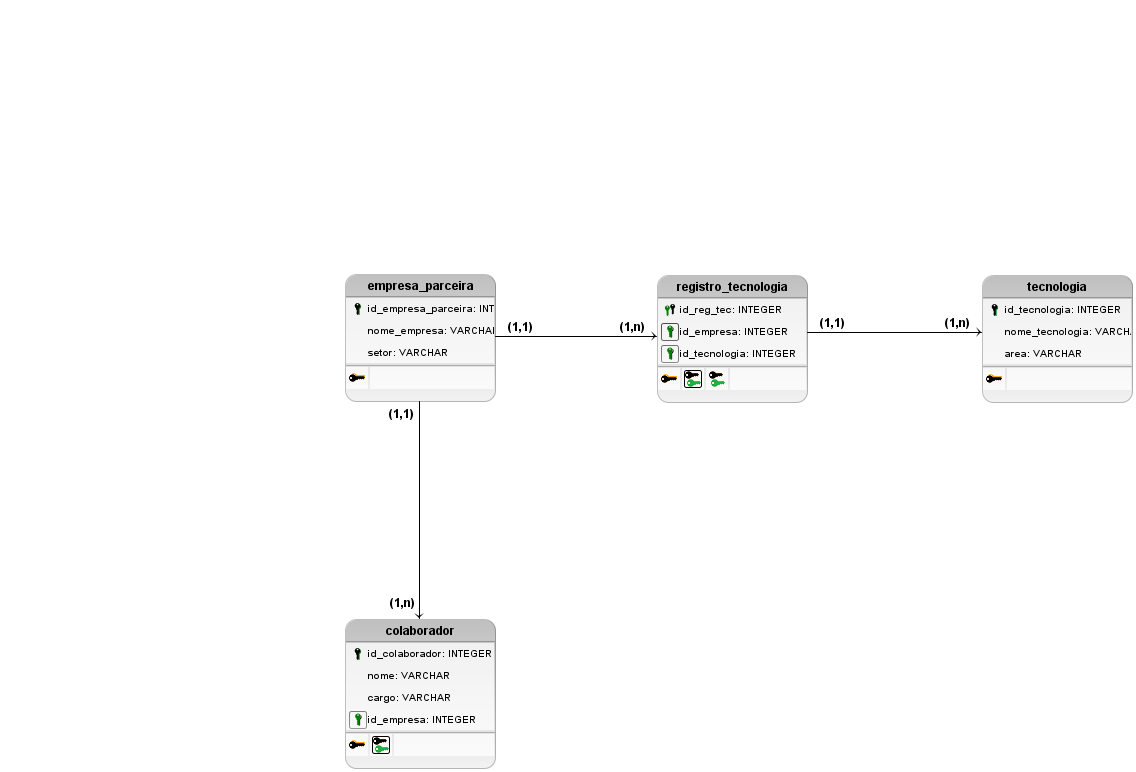 empresa_parceira
id_empresa_parceira: INT
nome_empresa: VARCHA
setor: VARCHAR
(1,1)
(1,n)
registro_tecnologia
id_reg_tec: INTEGER
id_empresa: INTEGER
id_tecnologia: INTEGER
(1,1)
(1,n)
tecnologia
id_tecnologia: INTEGER
nome_tecnologia: VARCH
area: VARCHAR
(1,1)
(1,n)
colaborador
id_colaborador: INTEGER
nome: VARCHAR
cargo: VARCHAR
id_empresa: INTEGER